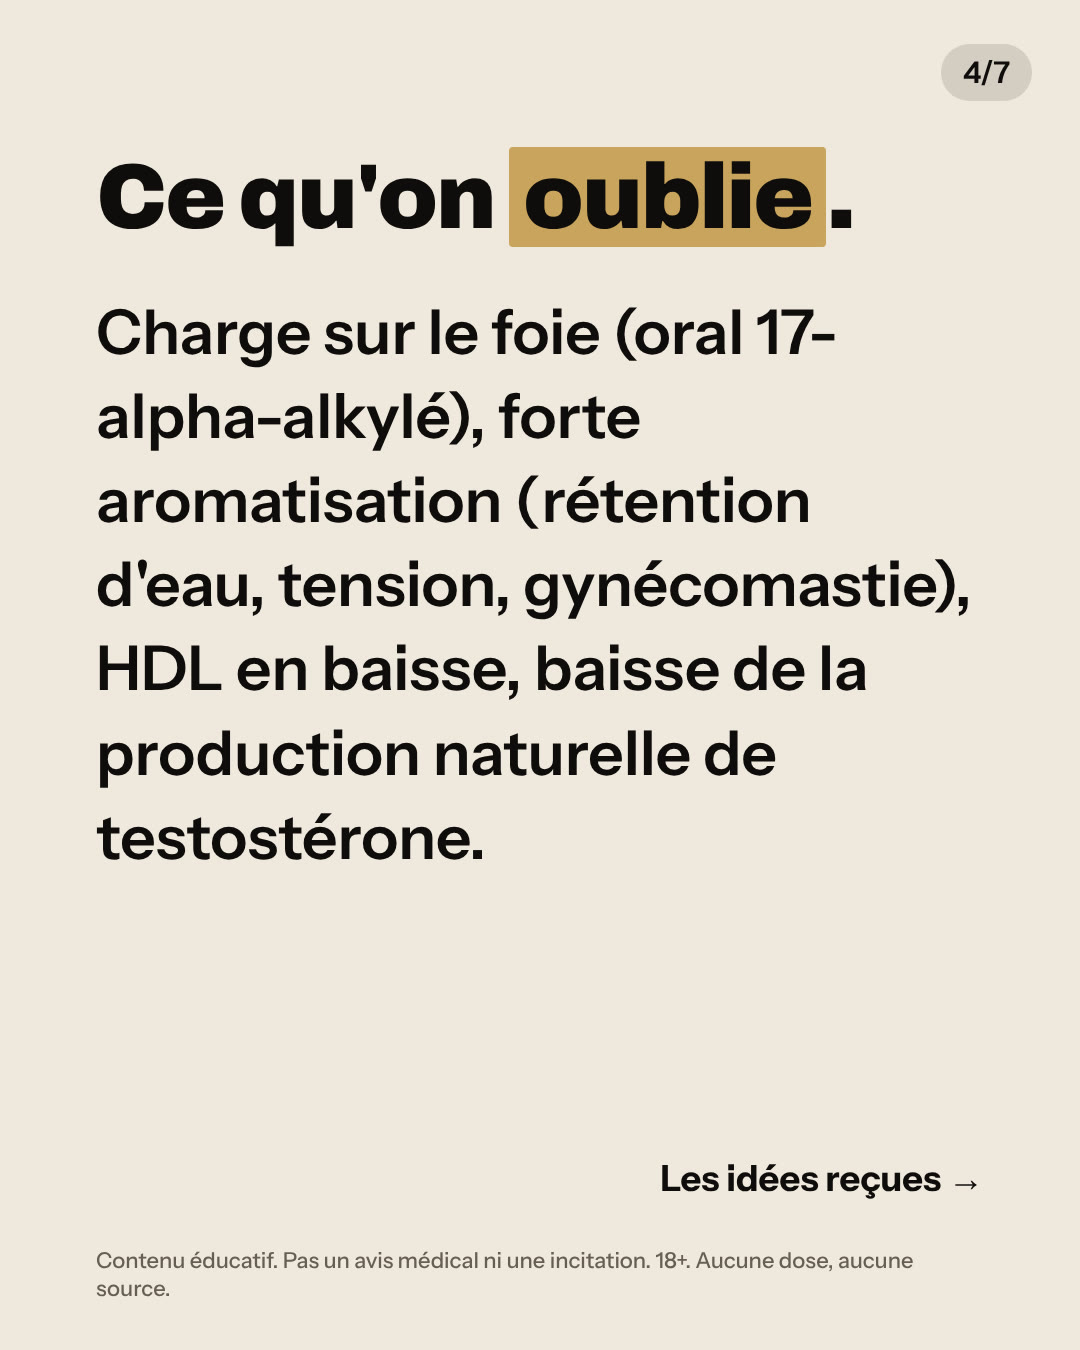 4/7
Ce qu'on oublie.
Charge sur le foie (oral 17-
alpha-alkylé), forte
aromatisation (rétention
d'eau, tension, gynécomastie),
HDL en baisse, baisse de la
production naturelle de
testostérone.
Les idées reçues →
Contenu éducatif. Pas un avis médical ni une incitation. 18+. Aucune dose, aucune
source.